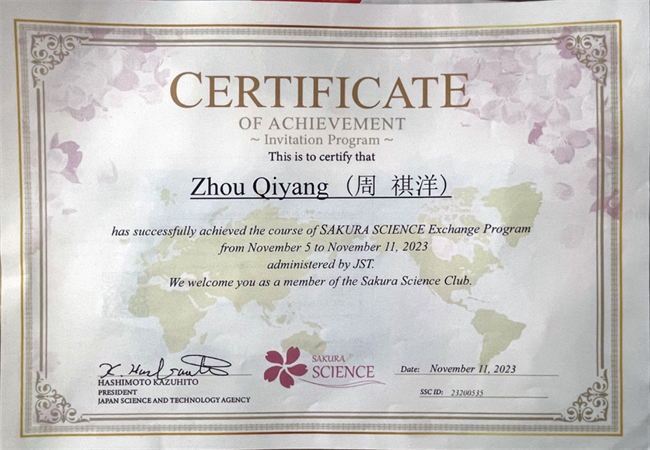 CERTIFICATE
OF ACHIEVEMENT
~ Invitation Program ~
This is to certify that
Zhou Qiyang (周 祺洋)
has successfully achieved the course of SAKURA SCIENCE Exchange Program
from November 5 to November 11, 2023
administered by JST.
We welcome you as a member of the Sakura Science Club.
HASHIMOTO KAZUHITO
PRESIDENT
JAPAN SCIENCE AND TECHNOLOGY AGENCY
SAKURA
SCIENCE
Date: November 11, 2023
SSC ID: 23200535